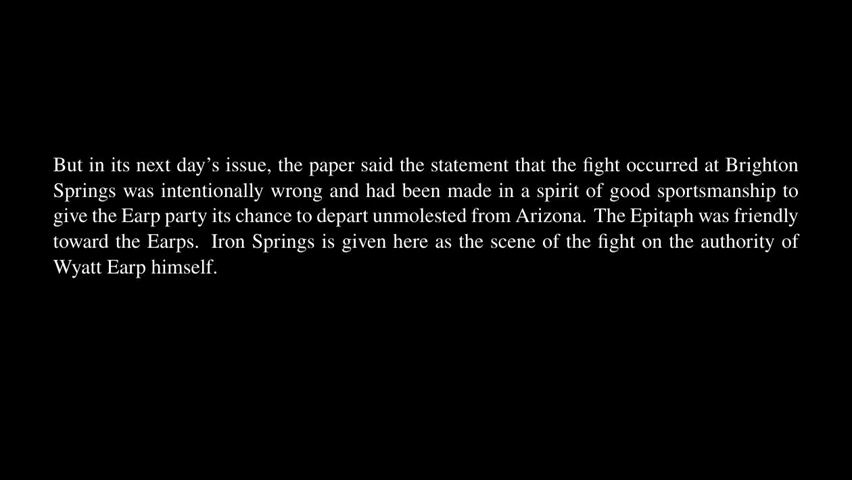 But in its next day's issue, the paper said the statement that the fight occurred at Brighton
Springs was intentionally wrong and had been made in a spirit of good sportsmanship to
give the Earp party its chance to depart unmolested from Arizona. The Epitaph was friendly
toward the Earps. Iron Springs is given here as the scene of the fight on the authority of
Wyatt Earp himself.